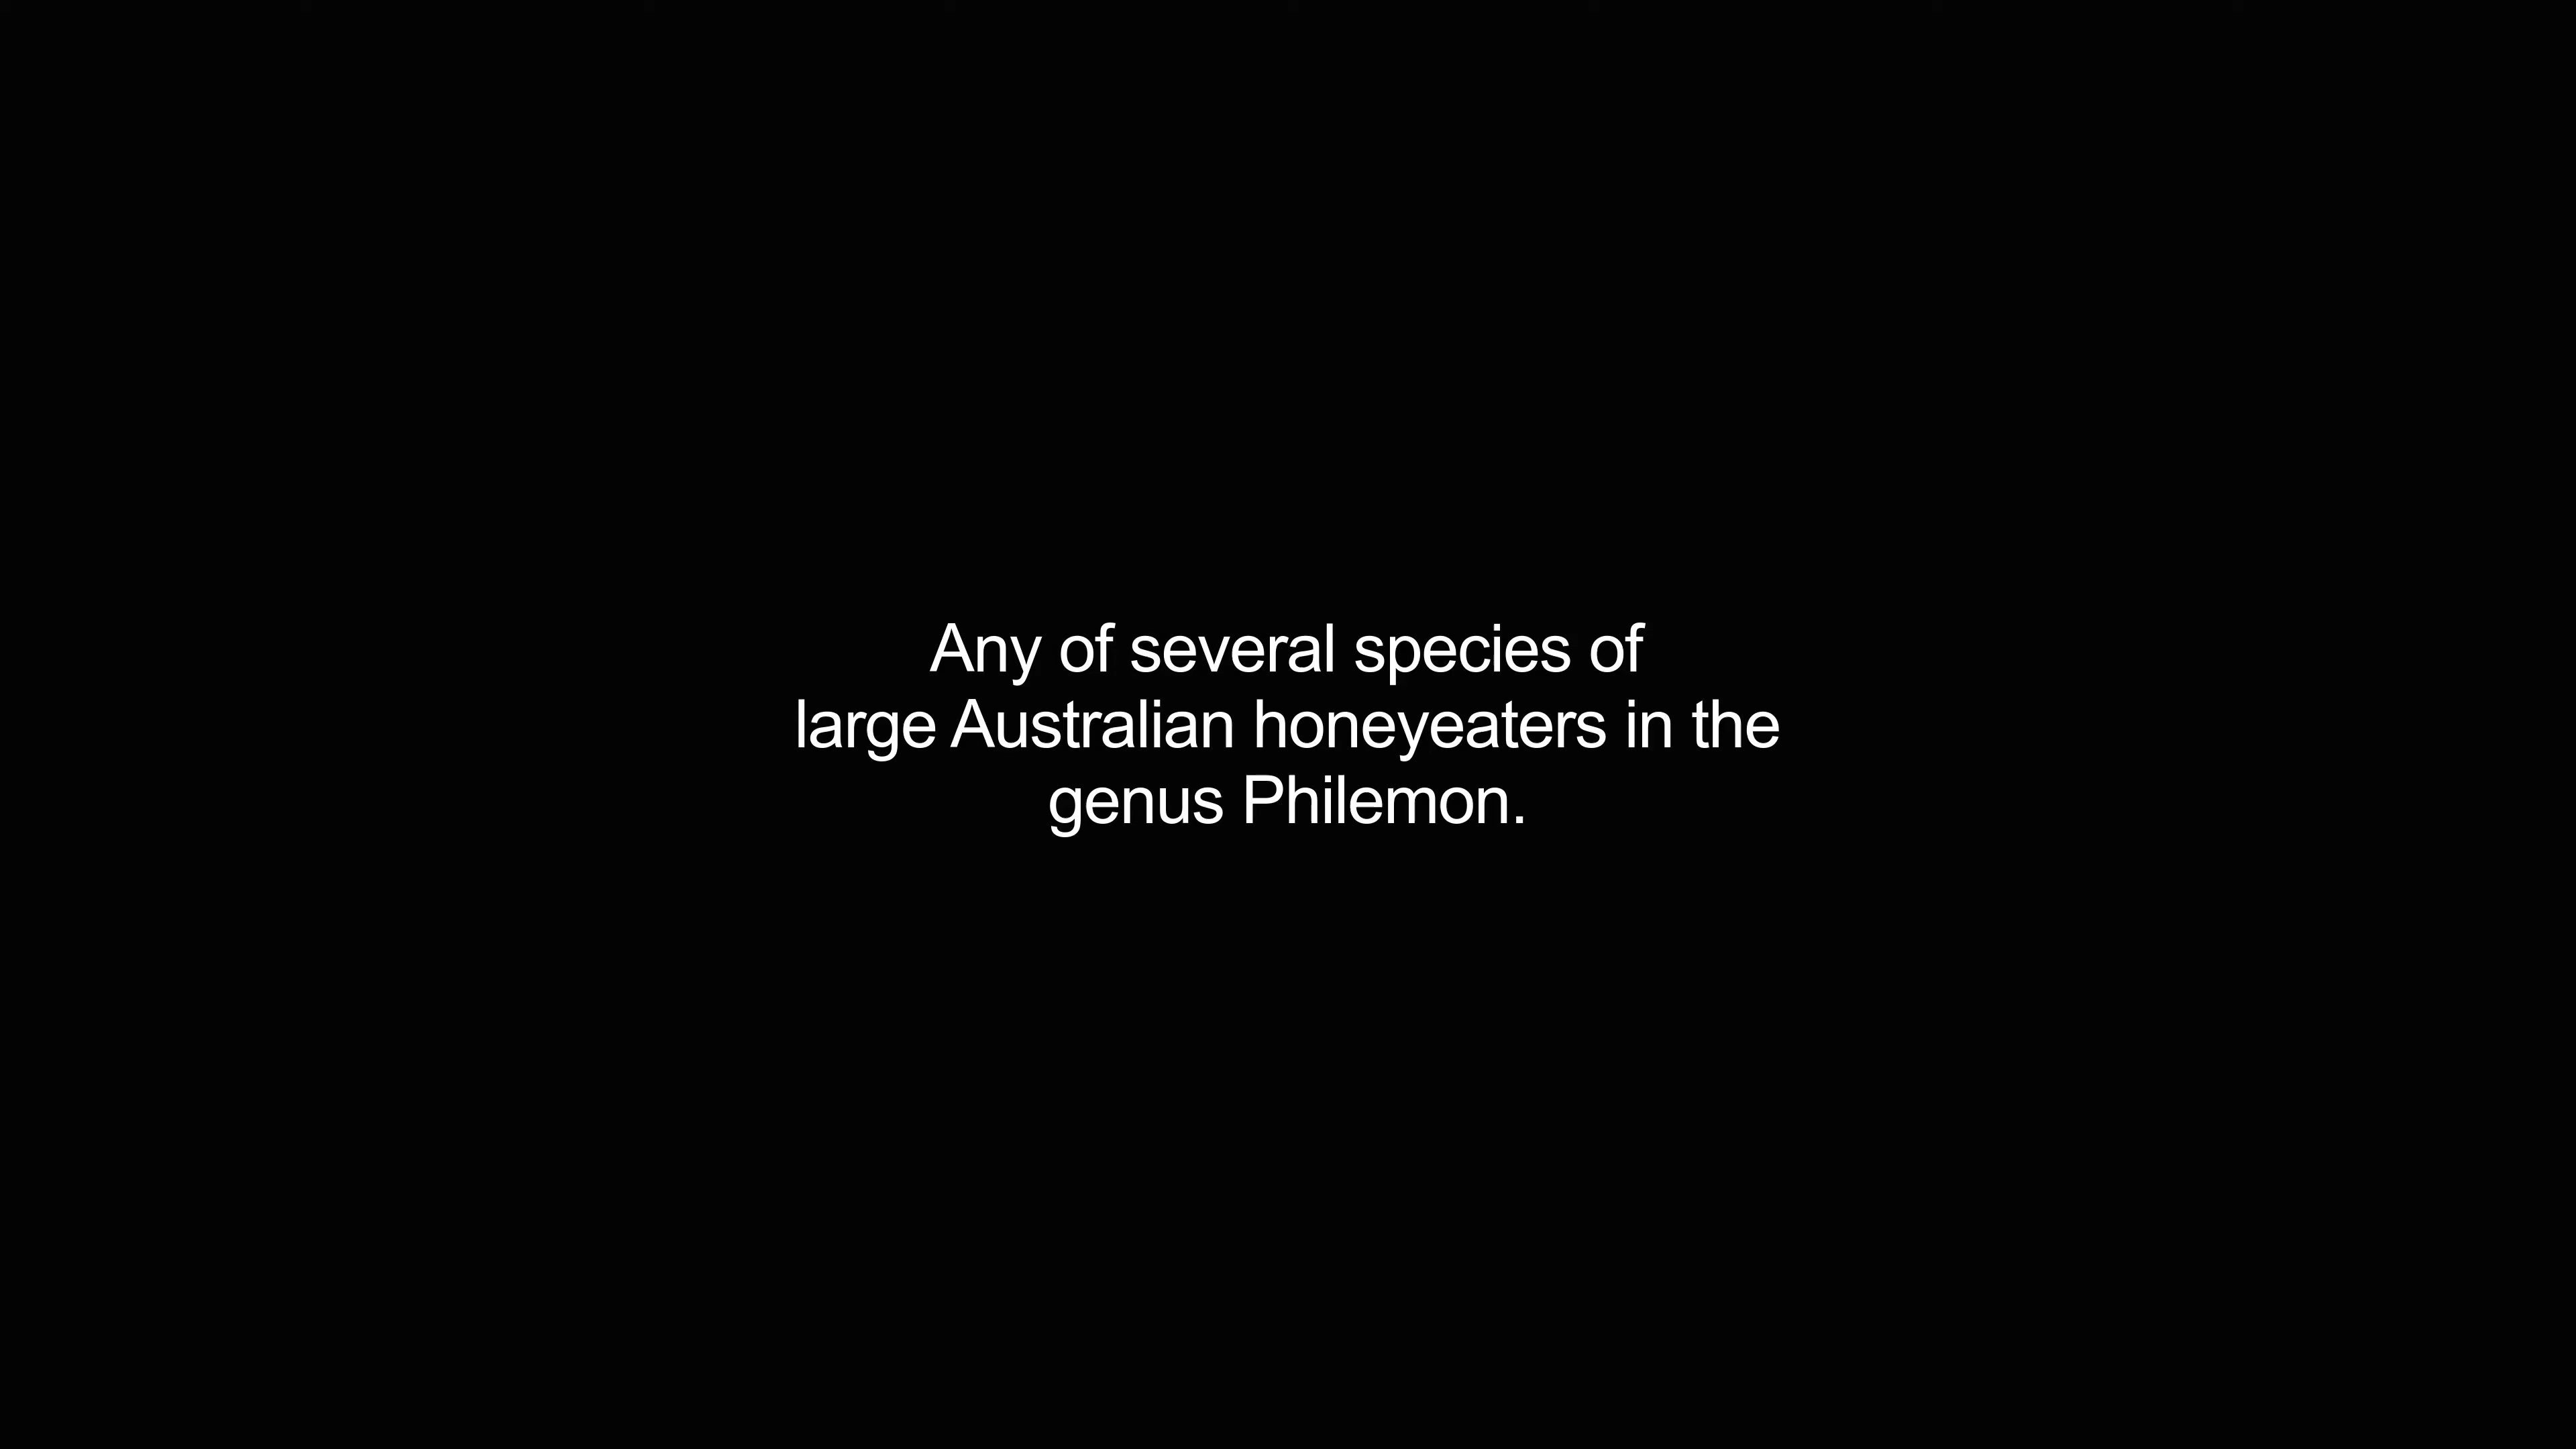 Any of several species of
large Australian honeyeaters in the
genus Philemon.